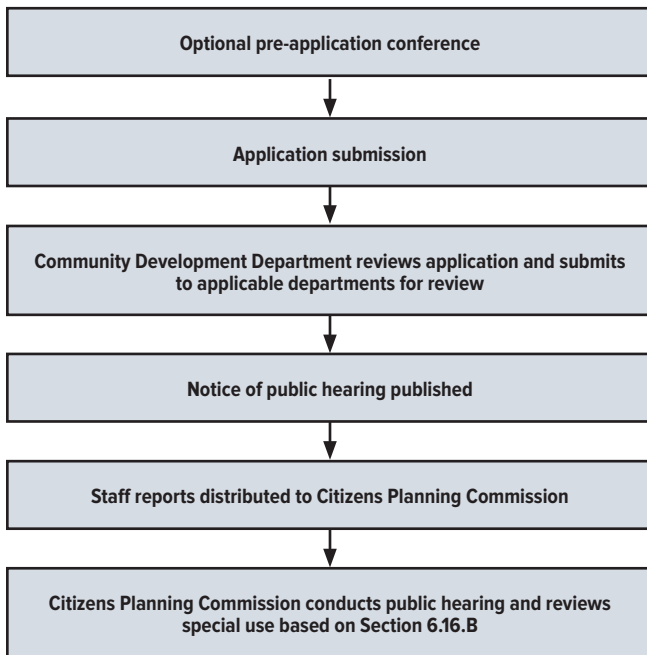 Optional pre-application conference
Application submission
Community Development Department reviews application and submits
to applicable departments for review
Notice of public hearing published
Staff reports distributed to Citizens Planning Commission
Citizens Planning Commission conducts public hearing and reviews
special use based on Section 6.16.B